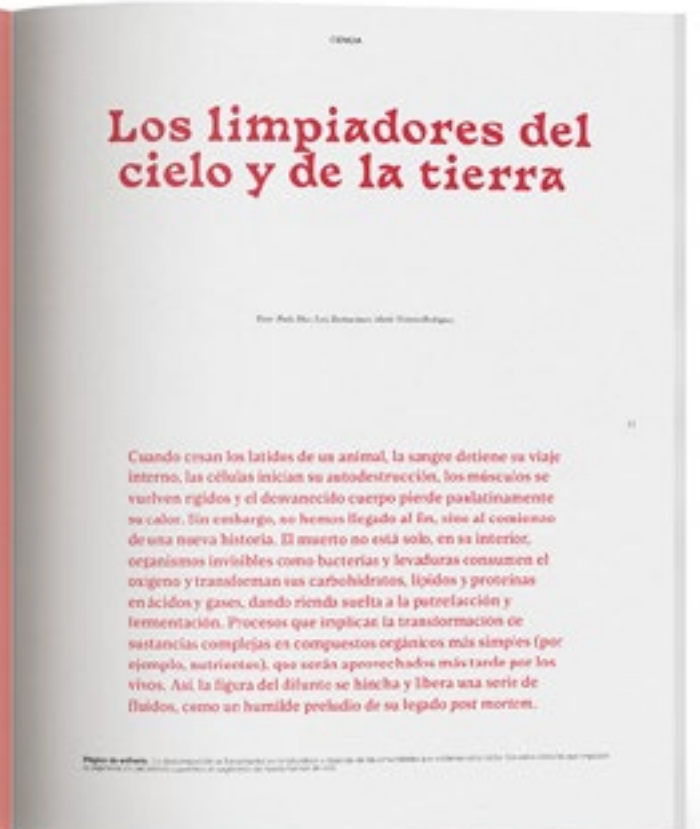 CIENCIA
Los limpiadores del
cielo y de la tierra
Cuando cesan los latidos de un animal, la sangre detiene su viaje
interno, las células inician su autodestrucción, los músculos se
vuelven rígidos y el desvanecido cuerpo pierde paulatinamente
su calor. Sin embargo, no hemos llegado al fin, sino al comienzo
de una nueva historia. El muerto no está solo, en su interior,
organismos invisibles como bacterias y levaduras consumen el
oxígeno y transforman sus carbohidratos, lípidos y proteínas
en ácidos y gases, dando rienda suelta a la putrefacción y
fermentación. Procesos que implican la transformación de
sustancias complejas en compuestos orgánicos más simples (por
ejemplo, nutrientes), que serán aprovechados más tarde por los
vivos. Así, la figura del difunto se hincha y libera una serie de
fluidos, como un humilde preludio de su legado post mortem.